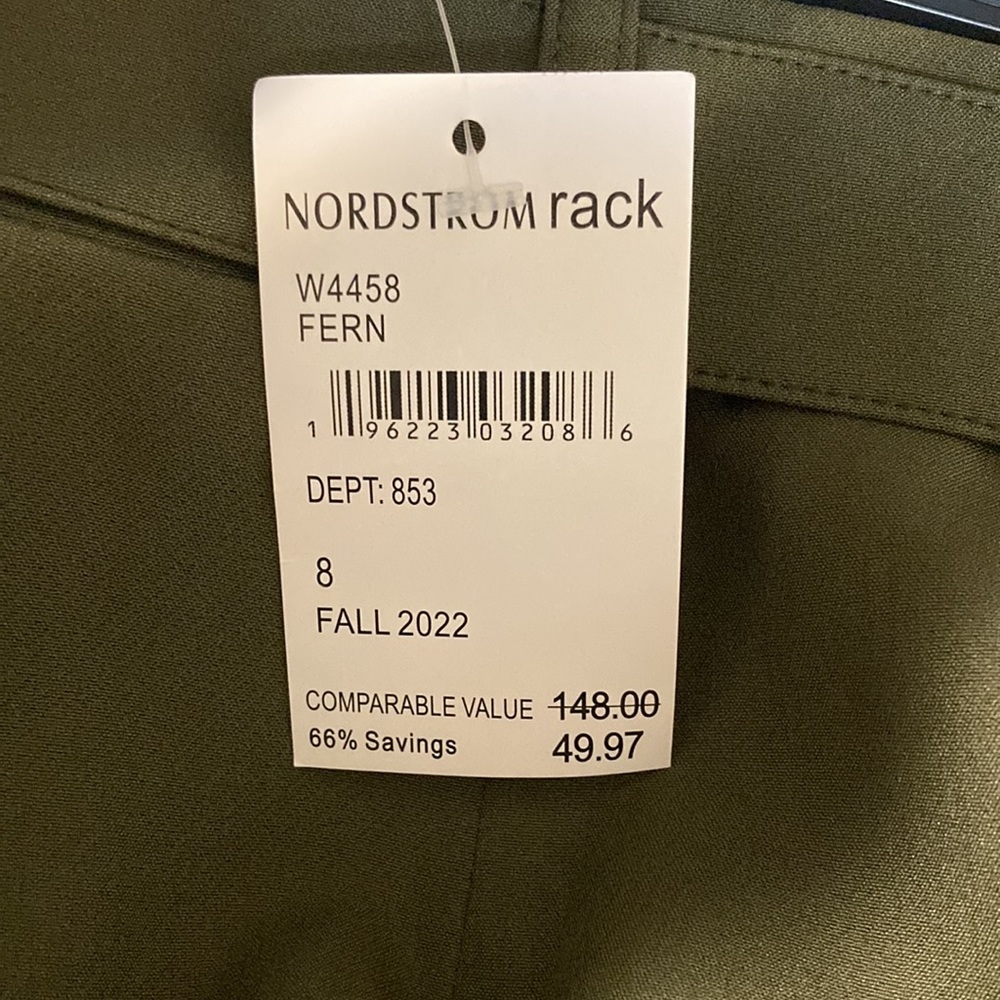 NORDSTROM rack
W4458
FERN
1 96223 03208 6
DEPT: 853
8
FALL 2022
COMPARABLE VALUE 148.00
66% Savings 49.97